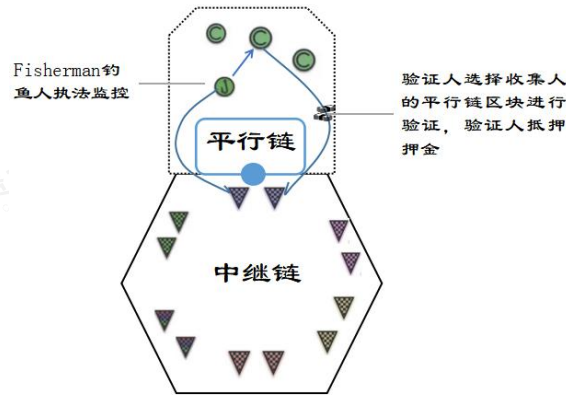 C
C
C
J
Fisherman钓
鱼人执法监控
验证人选择收集人
的平行链区块进行
验证，验证人抵押
押金
平行链
中继链